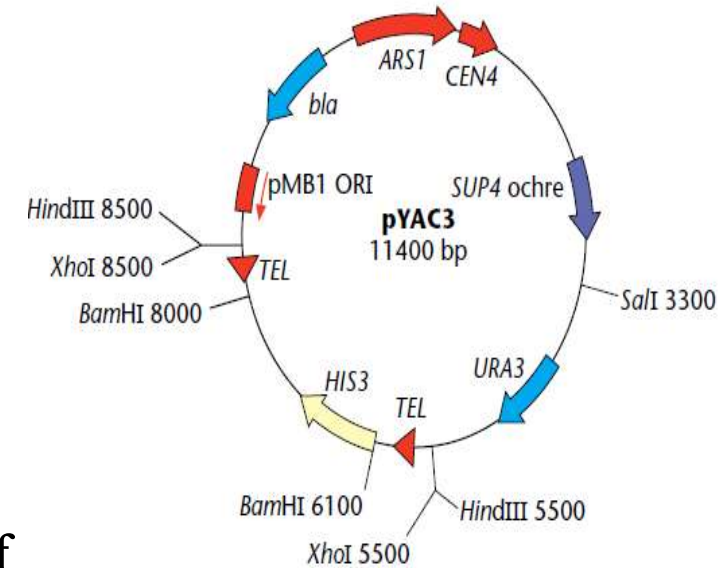 ARS1
CEN4
bla
pMB1 ORI
SUP4 ochre
HindIII 8500
pYAC3
11400 bp
XhoI 8500
TEL
BamHI 8000
SalI 3300
URA3
HIS3
TEL
BamHI 6100
HindIII 5500
XhoI 5500
f